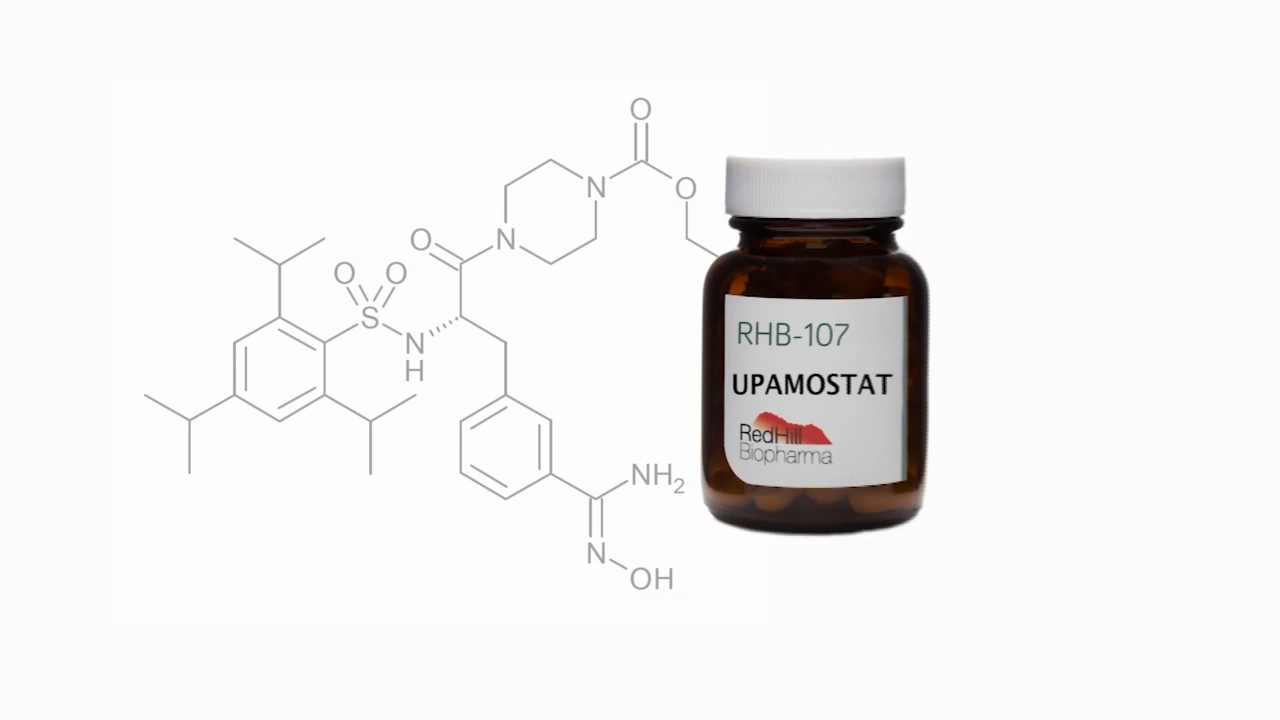 O
N
O
O
N
O O
S
N
H
NH2
N
OH
RHB-107
UPAMOSTAT
RedHill
Biopharma